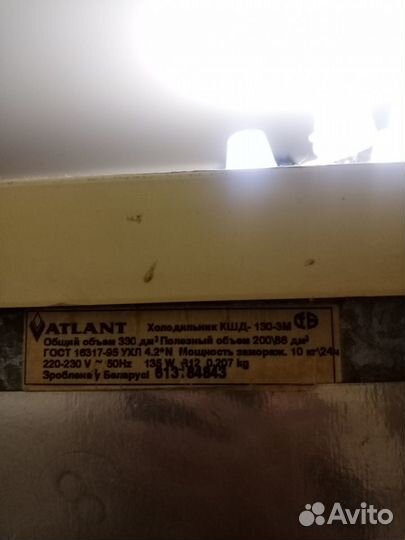 ATLANT Холодильник КШД- 130-3М
Общий объем 330 дм³ Полезный объем 200\86 дм³
ГОСТ 16317-95 УХЛ 4.2*N Мощность замораж. 10 кг\24ч
220-230 V ~ 50Hz 135 W R12 0.207 kg
Зроблена у Беларусі 613.84843
Avito